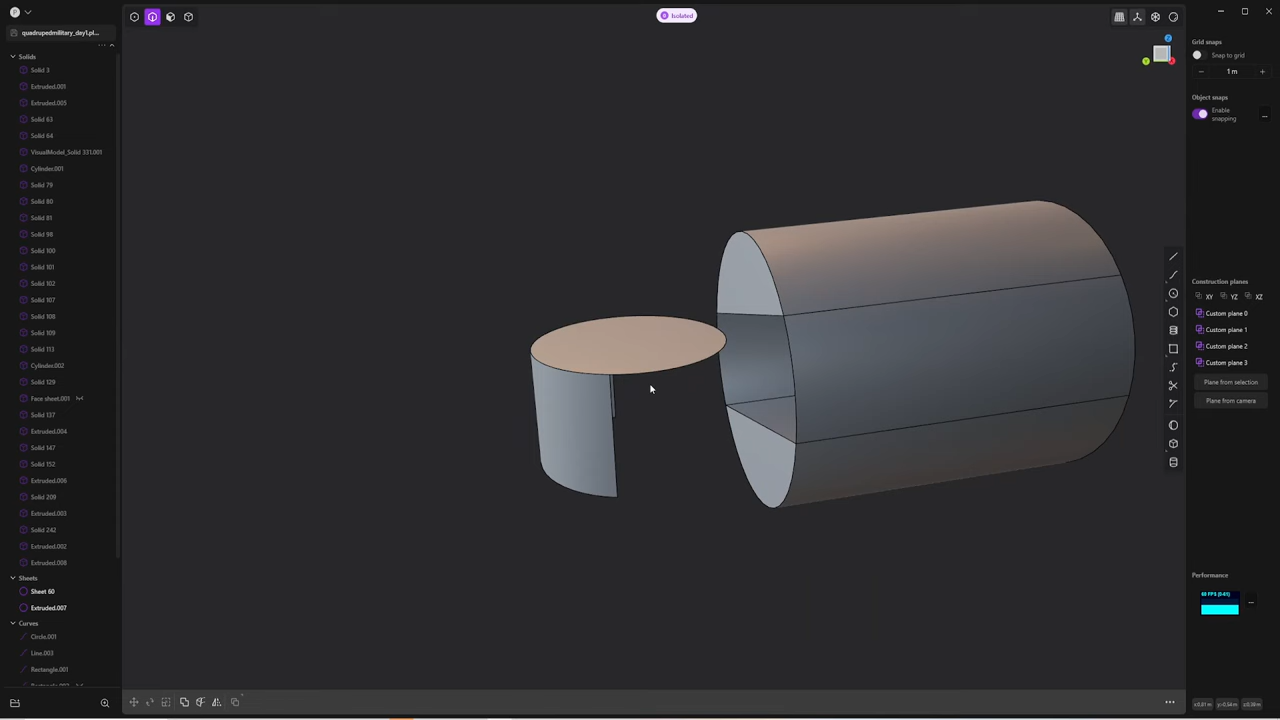 P
quadrupedmilitary_day1.pl...
Isolated
Solids
Solid 3
Extruded.001
Extruded.005
Solid 63
Solid 64
VisualModel_Solid 331.001
Cylinder.001
Solid 79
Solid 80
Solid 81
Solid 98
Solid 100
Solid 101
Solid 102
Solid 107
Solid 108
Solid 109
Solid 113
Cylinder.002
Solid 129
Face sheet.001
Solid 137
Extruded.004
Solid 147
Solid 152
Extruded.006
Solid 209
Extruded.003
Solid 242
Extruded.002
Extruded.008
Sheets
Sheet 60
Extruded.007
Curves
Circle.001
Line.003
Rectangle.001
Z
Y
Grid snaps
Snap to grid
1 m
Object snaps
Enable
snapping
Construction planes
XY YZ XZ
Custom plane 0
Custom plane 1
Custom plane 2
Custom plane 3
Plane from selection
Plane from camera
Performance